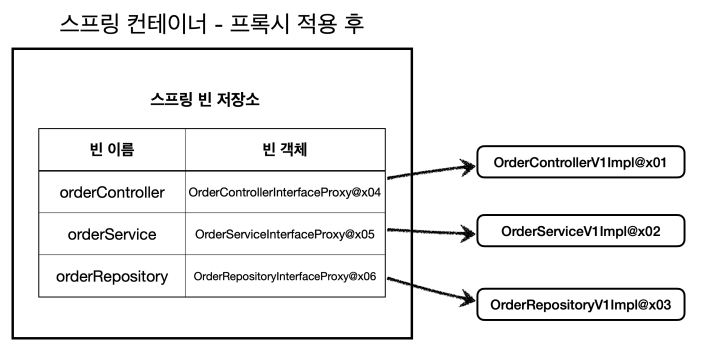 스프링 컨테이너 - 프록시 적용 후
스프링 빈 저장소
빈 이름 빈 객체
orderController OrderControllerInterfaceProxy@x04
orderService OrderServiceInterfaceProxy@x05
orderRepository OrderRepositoryInterfaceProxy@x06
OrderControllerV1Impl@x01
OrderServiceV1Impl@x02
OrderRepositoryV1Impl@x03